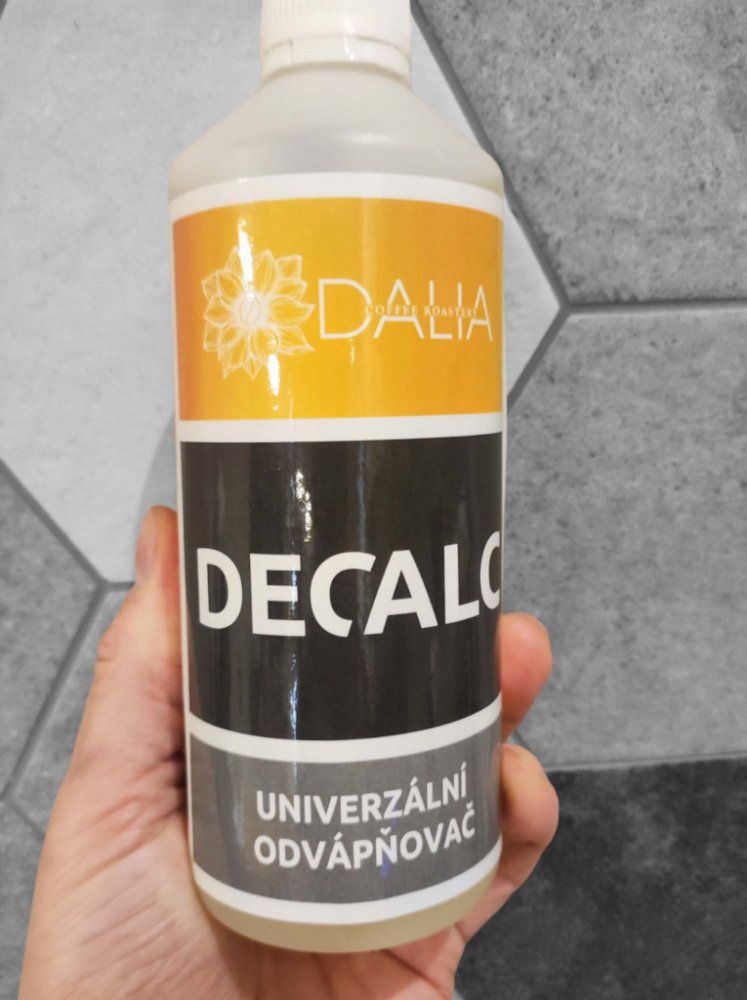 DALIA
COFFEE ROASTERY
DECALC
UNIVERZÁLNÍ
ODVÁPŇOVAČ